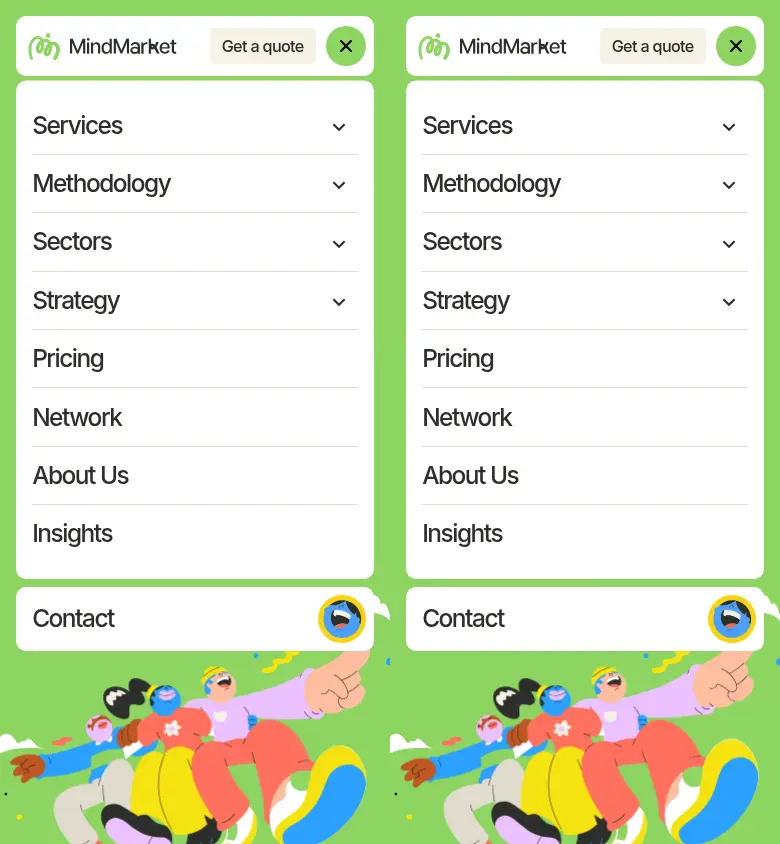 MindMarket
Get a quote
Services
Methodology
Sectors
Strategy
Pricing
Network
About Us
Insights
Contact
MindMarket
Get a quote
Services
Methodology
Sectors
Strategy
Pricing
Network
About Us
Insights
Contact